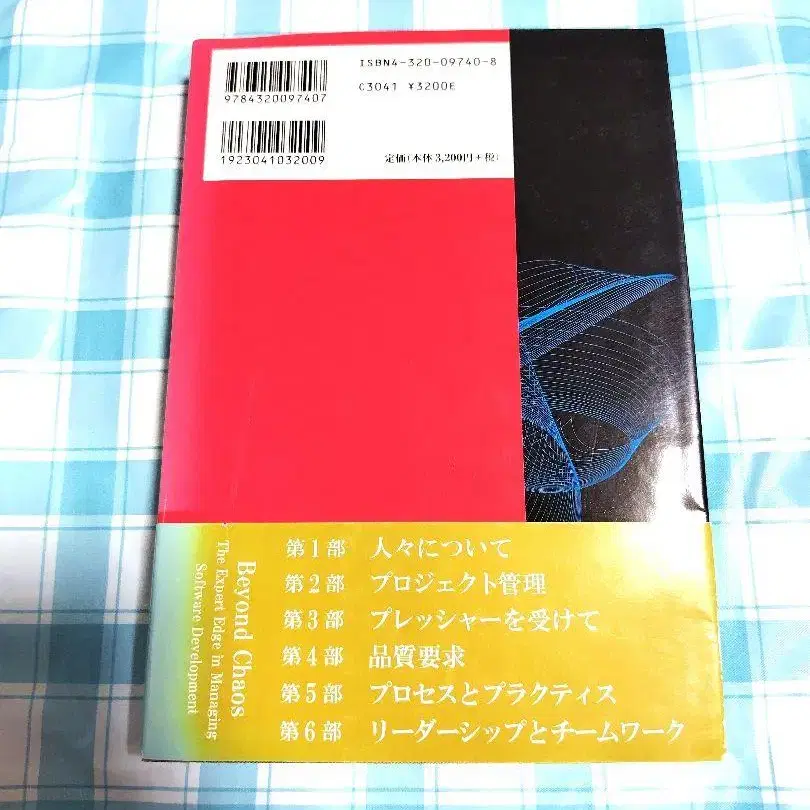 ISBN4-320-09740-8
C3041 ¥3200E
9784320097407
1923041032009
定価(本体3,200円+税)
第1部 人々について
第2部 プロジェクト管理
第3部 プレッシャーを受けて
第4部 品質要求
第5部 プロセスとプラクティス
第6部 リーダーシップとチームワーク
Beyond Chaos
The Expert Edge in Managing
Software Development